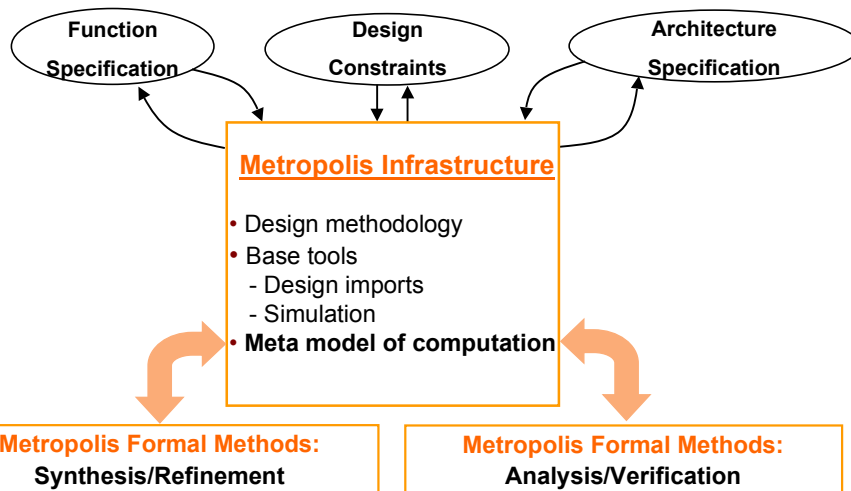 Function
Specification
Design
Constraints
Architecture
Specification
Metropolis Infrastructure
• Design methodology
• Base tools
- Design imports
- Simulation
• Meta model of computation
Metropolis Formal Methods:
Synthesis/Refinement
Metropolis Formal Methods:
Analysis/Verification